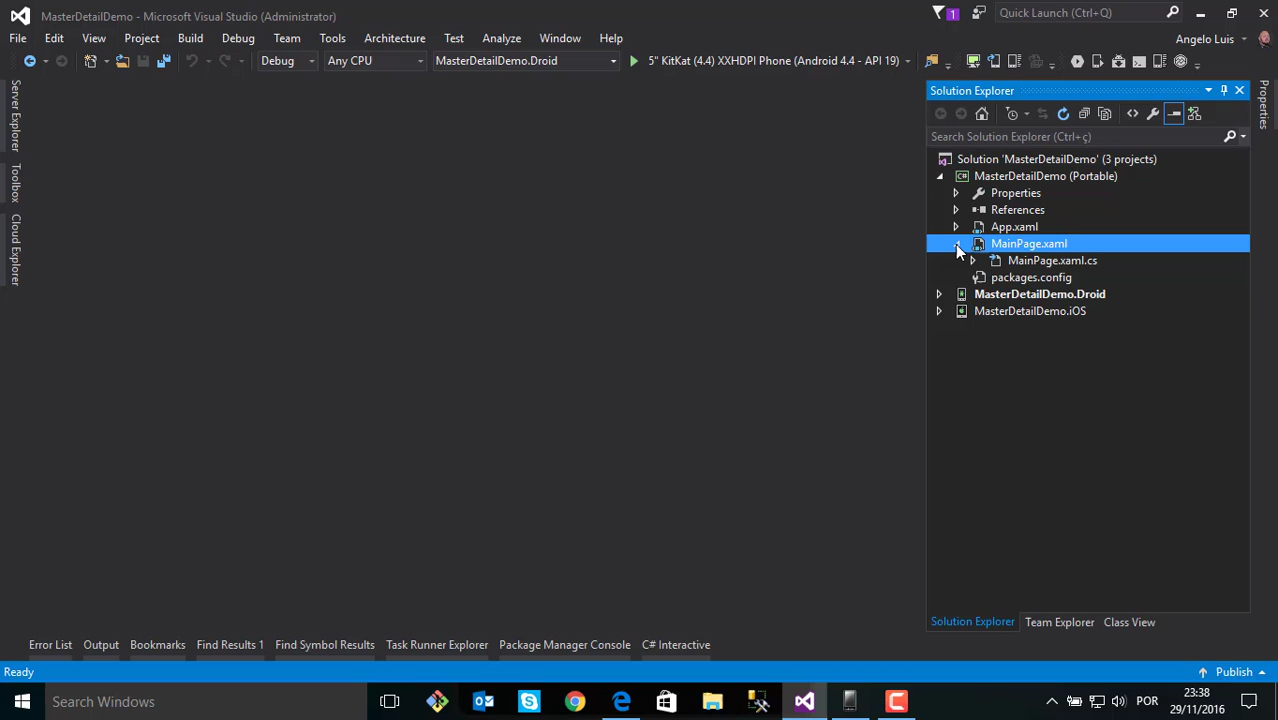 MasterDetailDemo - Microsoft Visual Studio (Administrator)
1
Quick Launch (Ctrl+Q)
File Edit View Project Build Debug Team Tools Architecture Test Analyze Window Help
Angelo Luis
Debug Any CPU MasterDetailDemo.Droid 5" KitKat (4.4) XXHDPI Phone (Android 4.4 - API 19)
Server Explorer
Toolbox
Cloud Explorer
Solution Explorer
Search Solution Explorer (Ctrl+ç)
Solution 'MasterDetailDemo' (3 projects)
C# MasterDetailDemo (Portable)
Properties
References
App.xaml
MainPage.xaml
MainPage.xaml.cs
packages.config
MasterDetailDemo.Droid
MasterDetailDemo.iOS
Properties
Solution Explorer Team Explorer Class View
Error List Output Bookmarks Find Results 1 Find Symbol Results Task Runner Explorer Package Manager Console C# Interactive
Ready
Publish
Search Windows
POR
23:38
29/11/2016